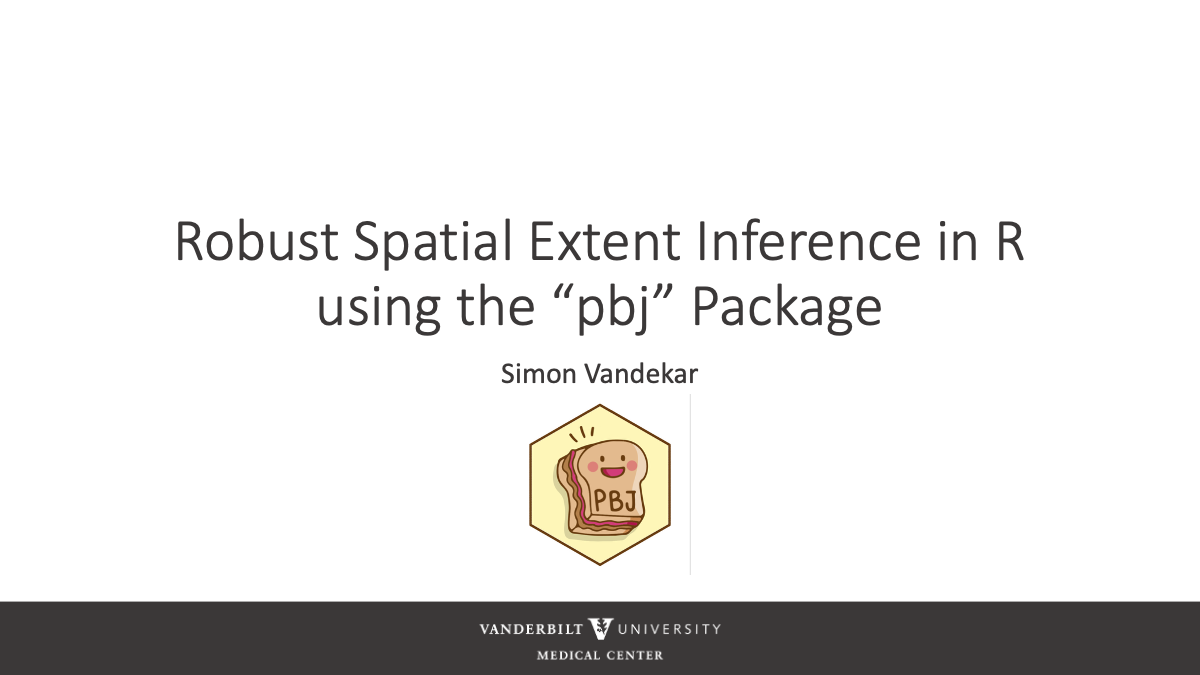 Robust Spatial Extent Inference in R
using the “pbj” Package
Simon Vandekar
PBJ
VANDERBILT V UNIVERSITY
MEDICAL CENTER